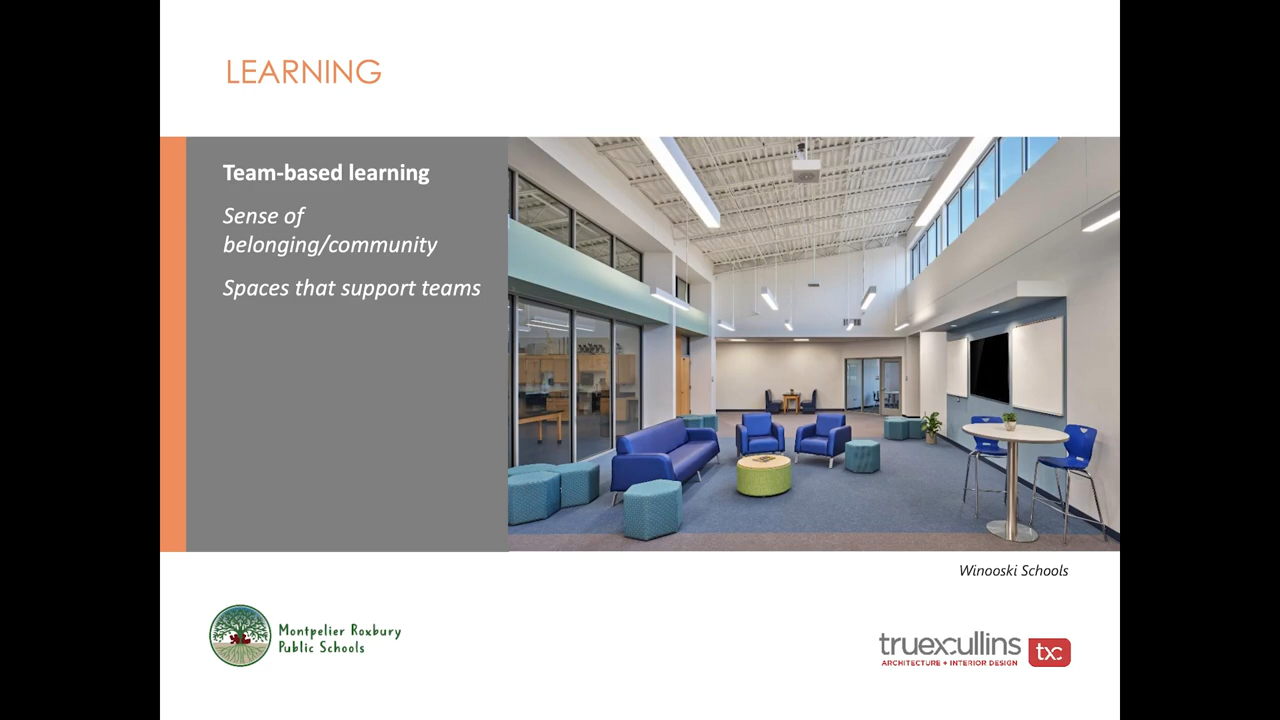 LEARNING
Team-based learning
Sense of
belonging/community
Spaces that support teams
Winooski Schools
Montpelier Roxbury
Public Schools
truexcullins
ARCHITECTURE + INTERIOR DESIGN
txc